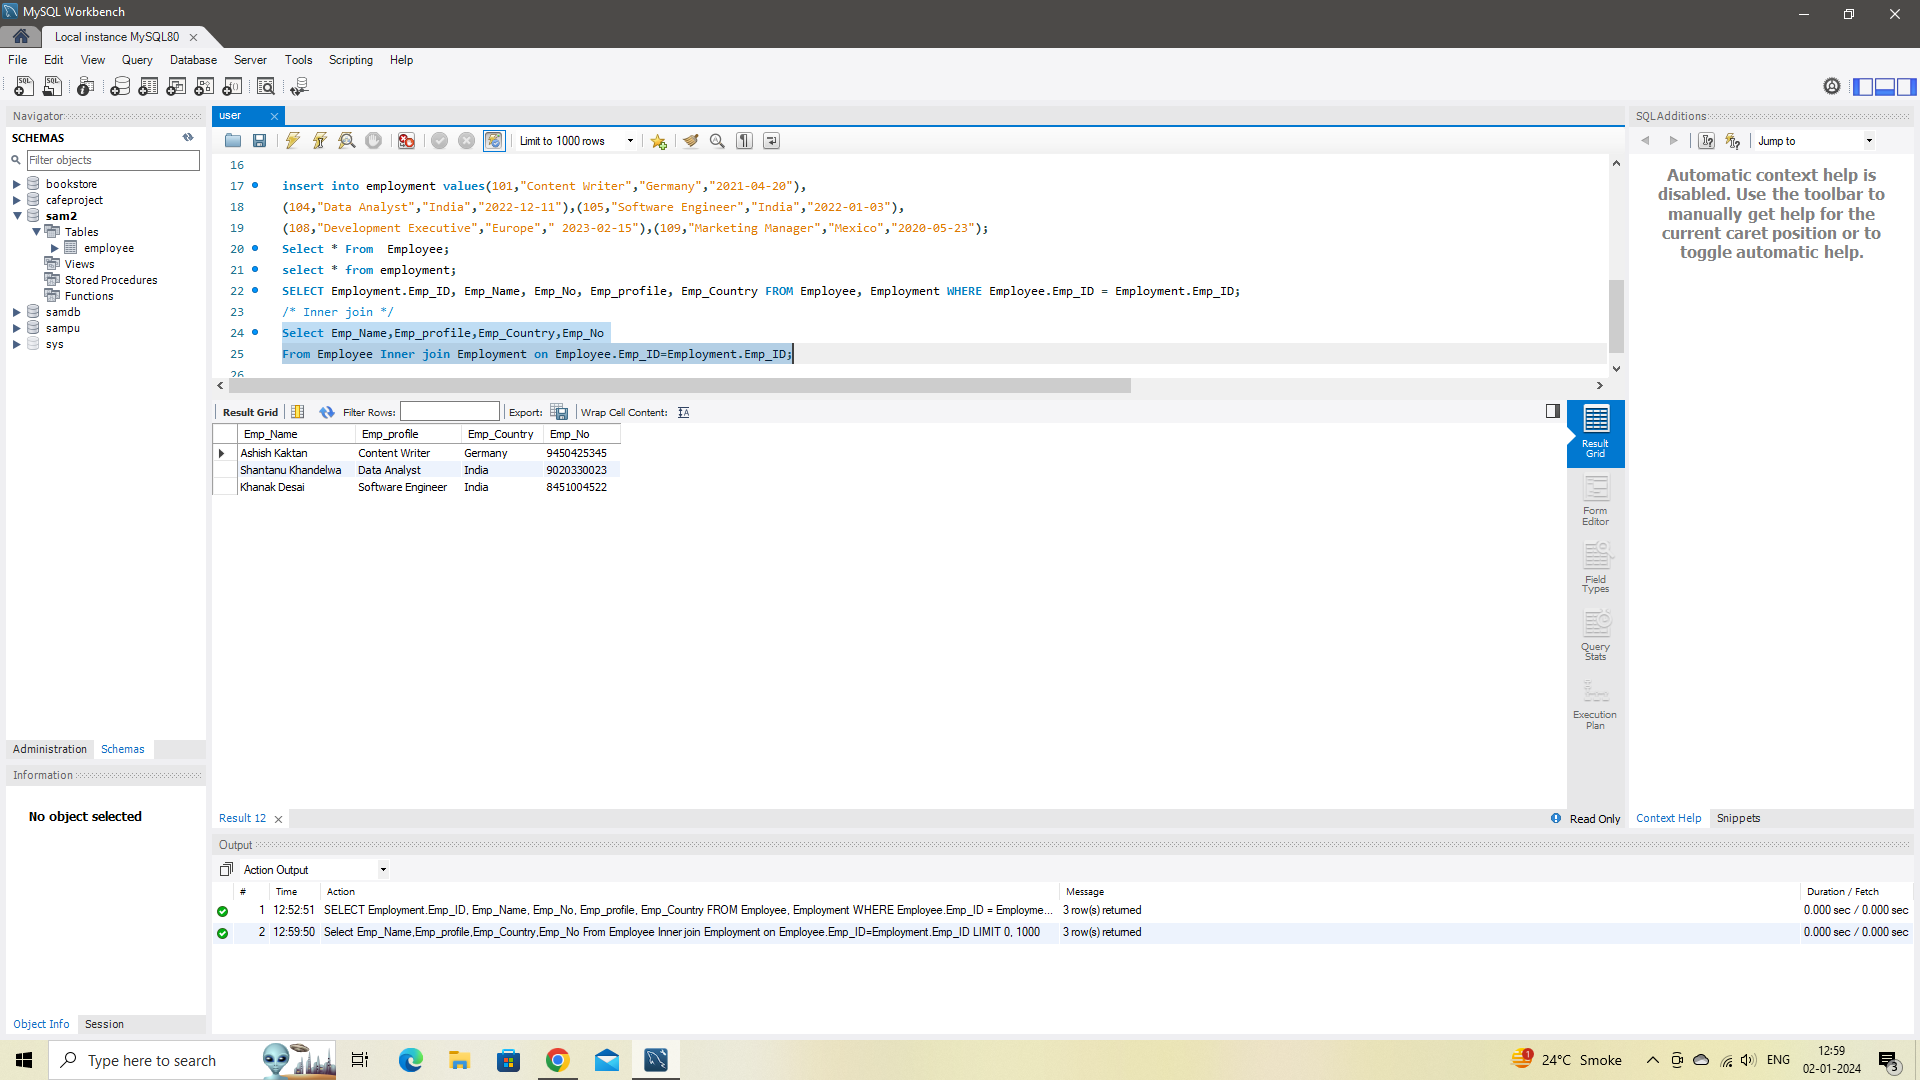 MySQL Workbench
Local instance MySQL80
File Edit View Query Database Server Tools Scripting Help
Navigator
SCHEMAS
Filter objects
bookstore
cafeproject
sam2
Tables
employee
Views
Stored Procedures
Functions
samdb
sampu
sys
Administration Schemas
Information
No object selected
Object Info Session
user
Limit to 1000 rows
16
17 insert into employment values(101,"Content Writer","Germany","2021-04-20"),
18 (104,"Data Analyst","India","2022-12-11"),(105,"Software Engineer","India","2022-01-03"),
19 (108,"Development Executive","Europe"," 2023-02-15"),(109,"Marketing Manager","Mexico","2020-05-23");
20 Select * From  Employee;
21 select * from employment;
22 SELECT Employment.Emp_ID, Emp_Name, Emp_No, Emp_profile, Emp_Country FROM Employee, Employment WHERE Employee.Emp_ID = Employment.Emp_ID;
23 /* Inner join */
24 Select Emp_Name,Emp_profile,Emp_Country,Emp_No
25 From Employee Inner join Employment on Employee.Emp_ID=Employment.Emp_ID;
26
Result Grid Filter Rows: Export: Wrap Cell Content:
Emp_Name Emp_profile Emp_Country Emp_No
Ashish Kaktan Content Writer Germany 9450425345
Shantanu Khandelwa Data Analyst India 9020330023
Khanak Desai Software Engineer India 8451004522
Result
Grid
Form
Editor
Field
Types
Query
Stats
Execution
Plan
Result 12
Read Only
SQLAdditions
Jump to
Automatic context help is
disabled. Use the toolbar to
manually get help for the
current caret position or to
toggle automatic help.
Context Help Snippets
Output
Action Output
# Time Action Message Duration / Fetch
1 12:52:51 SELECT Employment.Emp_ID, Emp_Name, Emp_No, Emp_profile, Emp_Country FROM Employee, Employment WHERE Employee.Emp_ID = Employme... 3 row(s) returned 0.000 sec / 0.000 sec
2 12:59:50 Select Emp_Name,Emp_profile,Emp_Country,Emp_No From Employee Inner join Employment on Employee.Emp_ID=Employment.Emp_ID LIMIT 0, 1000 3 row(s) returned 0.000 sec / 0.000 sec
Type here to search
1
24°C Smoke
ENG
12:59
02-01-2024
3